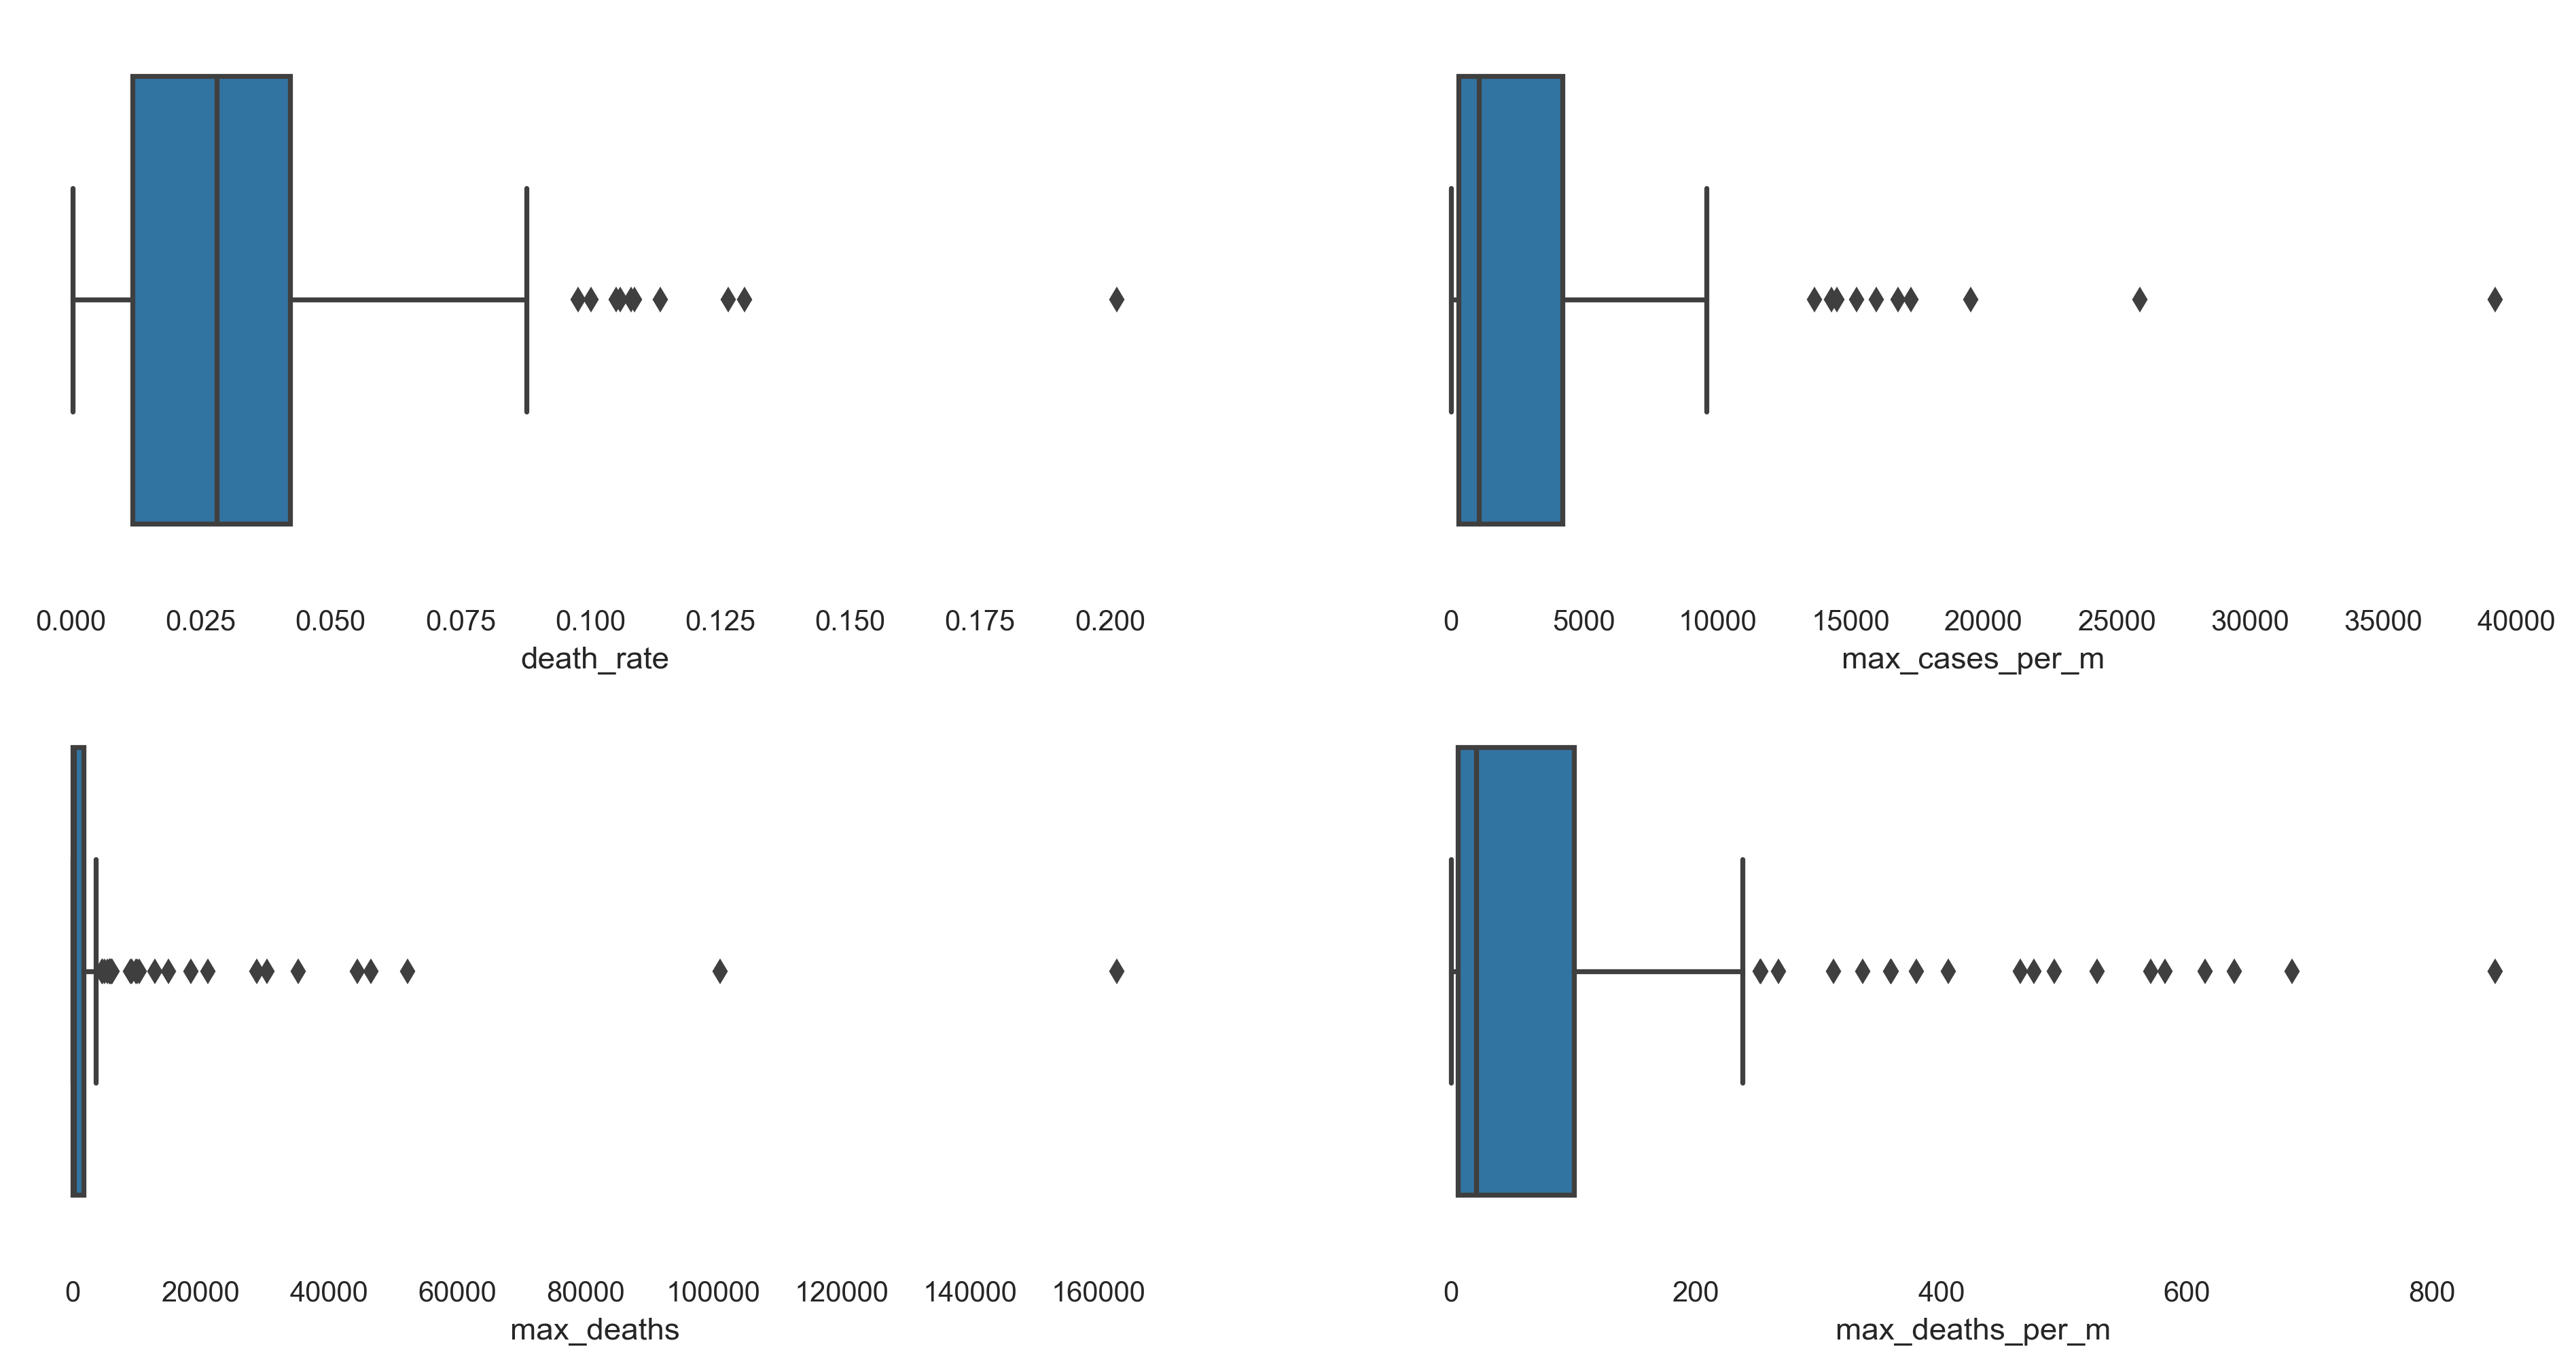 0.000 0.025 0.050 0.075 0.100 0.125 0.150 0.175 0.200
death_rate
0 5000 10000 15000 20000 25000 30000 35000 40000
max_cases_per_m
0 20000 40000 60000 80000 100000 120000 140000 160000
max_deaths
0 200 400 600 800
max_deaths_per_m